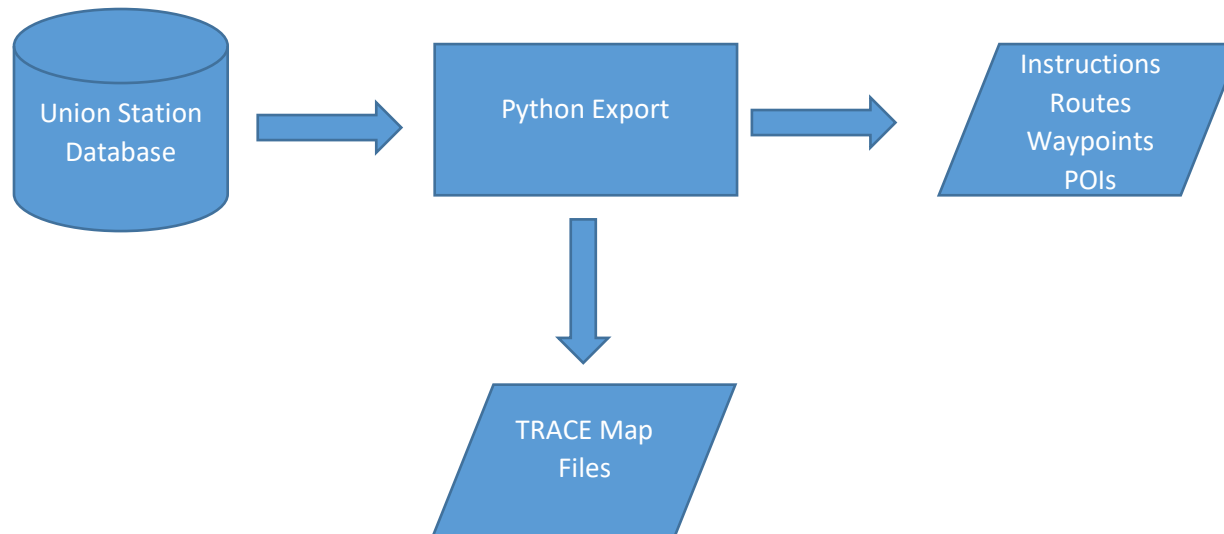 Union Station
Database
Python Export
Instructions
Routes
Waypoints
POIs
TRACE Map
Files